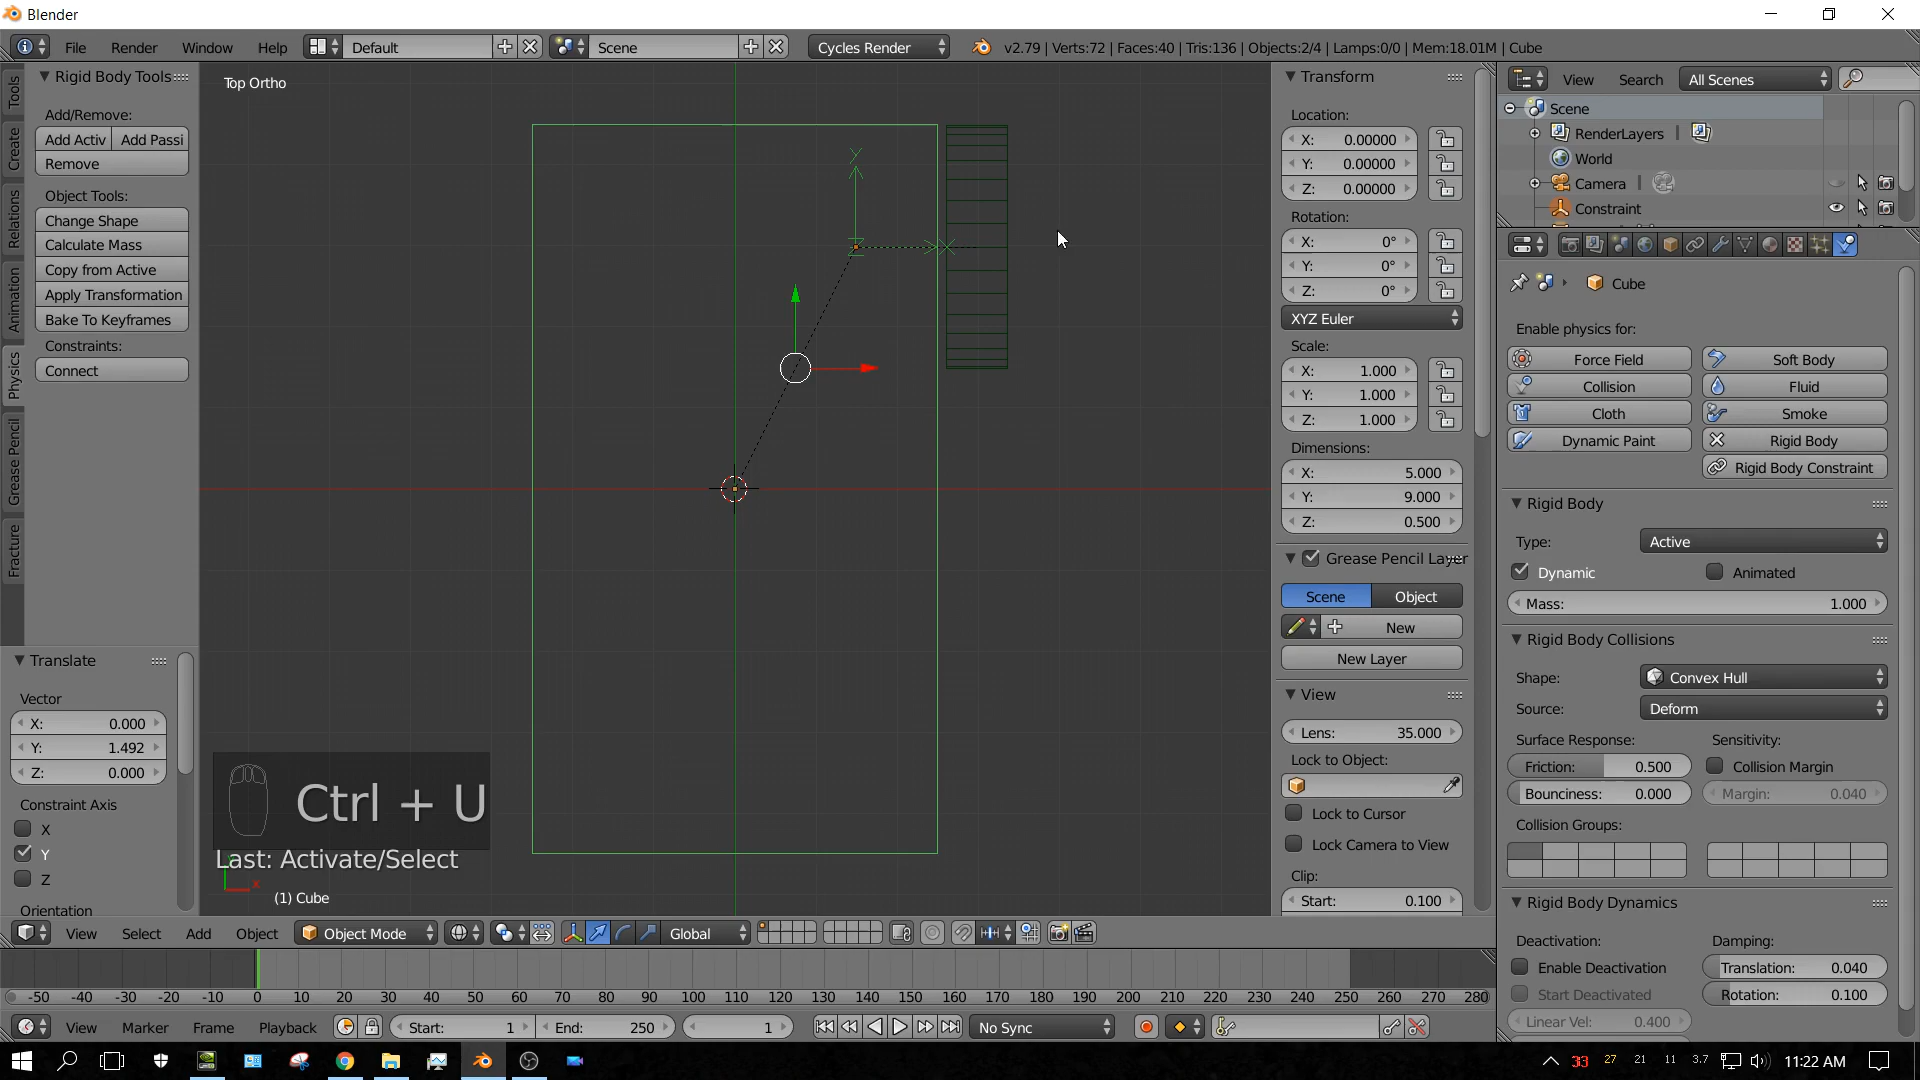 Blender
File Render Window Help Default Scene Cycles Render v2.79 | Verts:72 | Faces:40 | Tris:136 | Objects:2/4 | Lamps:0/0 | Mem:18.01M | Cube
Tools
Create
Relations
Animation
Physics
Grease Pencil
Fracture
Rigid Body Tools
Add/Remove:
Add Activ Add Passi
Remove
Object Tools:
Change Shape
Calculate Mass
Copy from Active
Apply Transformation
Bake To Keyframes
Constraints:
Connect
Translate
Vector
X: 0.000
Y: 1.492
Z: 0.000
Constraint Axis
X
Y
Z
Orientation
Top Ortho
Y
Z
X
Ctrl + U
Last: Activate/Select
x
(1) Cube
Transform
Location:
X: 0.00000
Y: 0.00000
Z: 0.00000
Rotation:
X: 0°
Y: 0°
Z: 0°
XYZ Euler
Scale:
X: 1.000
Y: 1.000
Z: 1.000
Dimensions:
X: 5.000
Y: 9.000
Z: 0.500
Grease Pencil Layer
Scene Object
New
New Layer
View
Lens: 35.000
Lock to Object:
Lock to Cursor
Lock Camera to View
Clip:
Start: 0.100
View Search All Scenes
Scene
RenderLayers |
World
Camera |
Constraint
Cube
Enable physics for:
Force Field Soft Body
Collision Fluid
Cloth Smoke
Dynamic Paint Rigid Body
Rigid Body Constraint
Rigid Body
Type: Active
Dynamic Animated
Mass: 1.000
Rigid Body Collisions
Shape: Convex Hull
Source: Deform
Surface Response: Sensitivity:
Friction: 0.500 Collision Margin
Bounciness: 0.000 Margin: 0.040
Collision Groups:
Rigid Body Dynamics
Deactivation: Damping:
Enable Deactivation Translation: 0.040
Start Deactivated Rotation: 0.100
Linear Vel: 0.400
View Select Add Object Object Mode Global
-50 -40 -30 -20 -10 0 10 20 30 40 50 60 70 80 90 100 110 120 130 140 150 160 170 180 190 200 210 220 230 240 250 260 270 280
View Marker Frame Playback Start: 1 End: 250 1 No Sync
33 27 21 11 3.7 11:22 AM